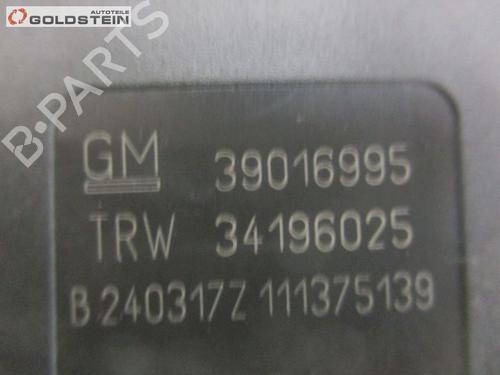 AUTOTEILE
GOLDSTEIN
B-PARTS
GM 39016995
TRW 34196025
B 240317Z 111375139